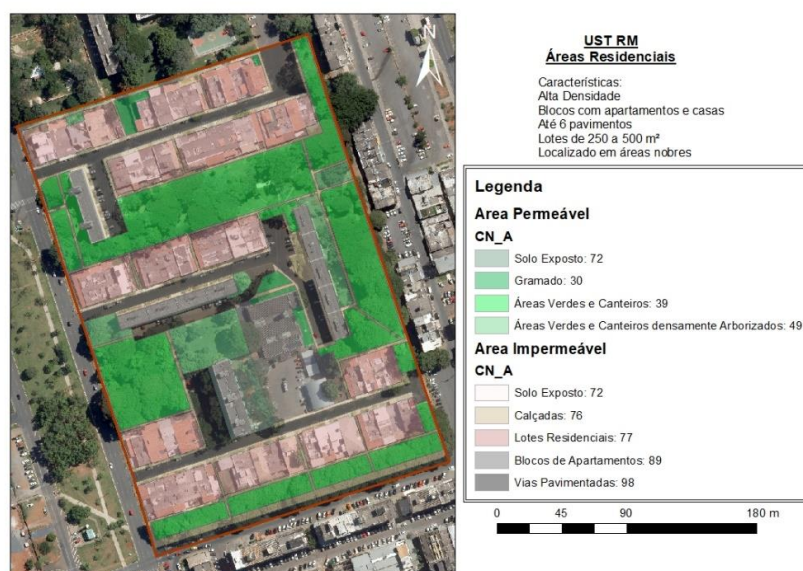 N
UST RM
Áreas Residenciais
Características:
Alta Densidade
Blocos com apartamentos e casas
Até 6 pavimentos
Lotes de 250 a 500 m²
Localizado em áreas nobres
Legenda
Area Permeável
CN_A
Solo Exposto: 72
Gramado: 30
Áreas Verdes e Canteiros: 39
Áreas Verdes e Canteiros densamente Arborizados: 49
Area Impermeável
CN_A
Solo Exposto: 72
Calçadas: 76
Lotes Residenciais: 77
Blocos de Apartamentos: 89
Vias Pavimentadas: 98
0 45 90 180 m